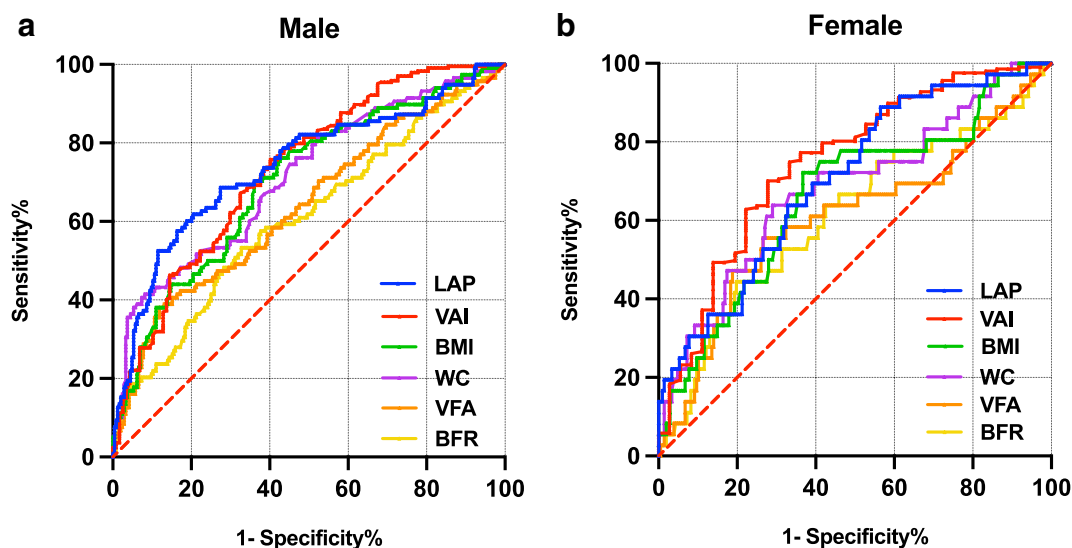 a
Male
Sensitivity%
100
80
60
40
20
0
0 20 40 60 80 100
1- Specificity%
LAP
VAI
BMI
WC
VFA
BFR
b
Female
Sensitivity%
100
80
60
40
20
0
0 20 40 60 80 100
1- Specificity%
LAP
VAI
BMI
WC
VFA
BFR